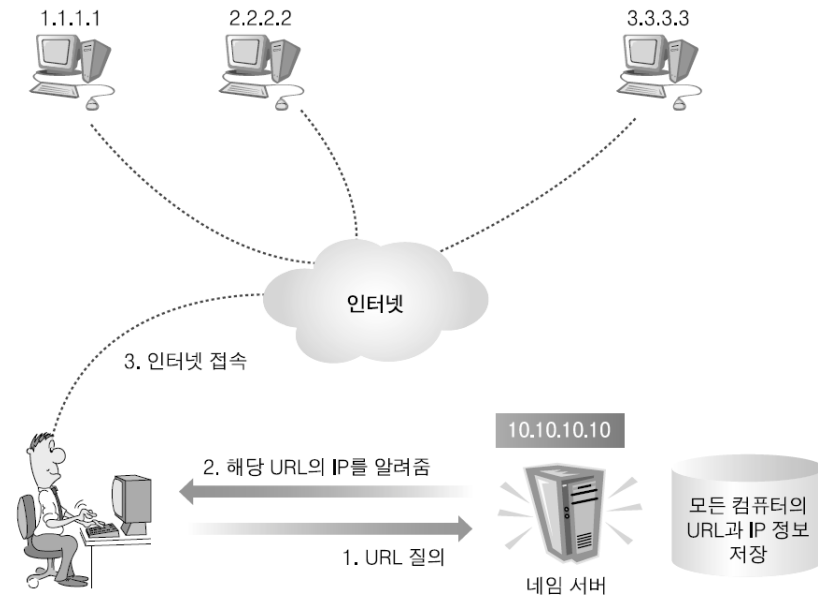 1.1.1.1
2.2.2.2
3.3.3.3
인터넷
3. 인터넷 접속
10.10.10.10
2. 해당 URL의 IP를 알려줌
1. URL 질의
네임 서버
모든 컴퓨터의
URL과 IP 정보
저장